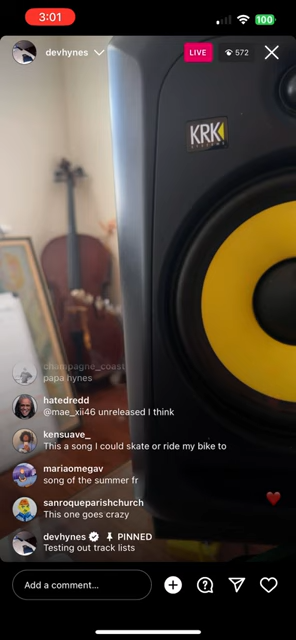 3:01
100
devhynes
LIVE
572
KRK
SYSTEMS
champagne_coast
papa hynes
hatedredd
@mae_xii46 unreleased I think
kensuave_
This a song I could skate or ride my bike to
mariaomegav
song of the summer fr
sanroqueparishchurch
This one goes crazy
devhynes PINNED
Testing out track lists
Add a comment...